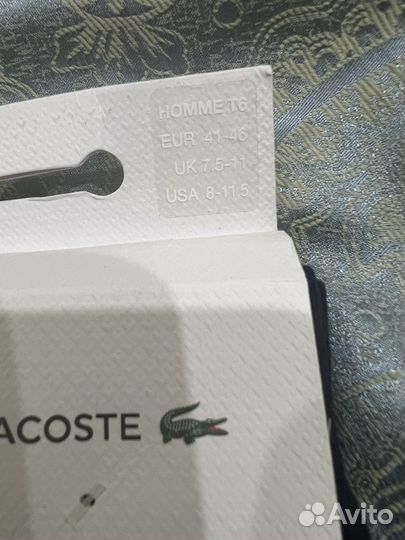 HOMME T6
EUR 41-46
UK 7.5-11
USA 8-11.5
ACOSTE
Avito